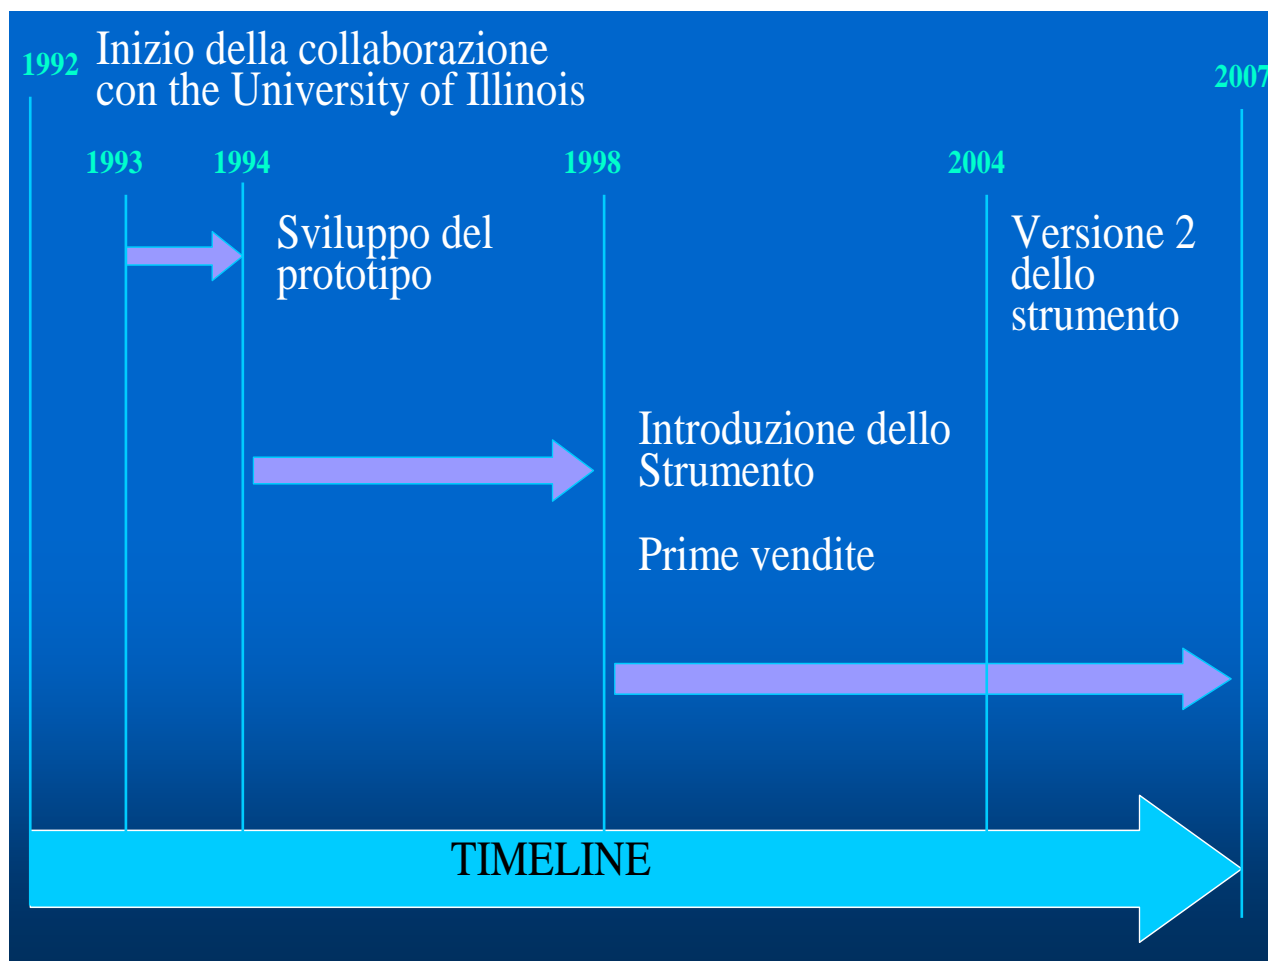 1992
Inizio della collaborazione
con the University of Illinois
2007
1993
1994
1998
2004
Sviluppo del
prototipo
Versione 2
dello
strumento
Introduzione dello
Strumento
Prime vendite
TIMELINE